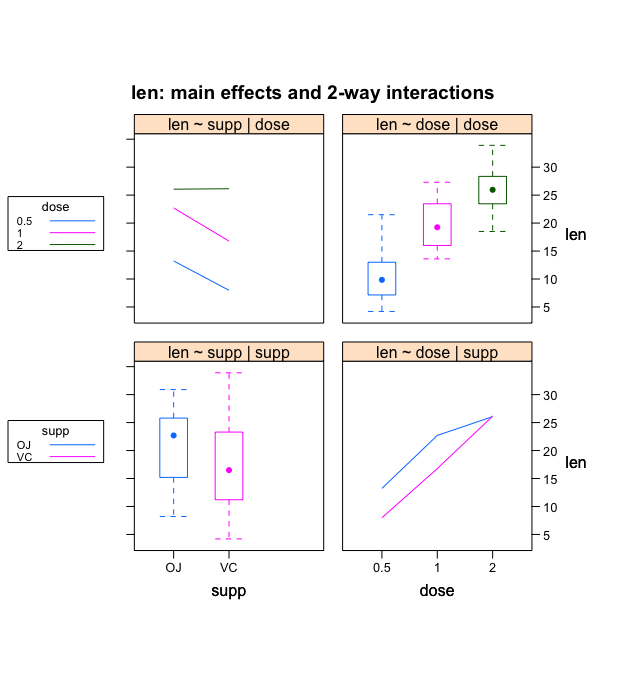 len: main effects and 2-way interactions
len ~ supp | dose
len ~ dose | dose
dose
0.5
1
2
30
25
20
15
10
5
len
len ~ supp | supp
len ~ dose | supp
supp
OJ
VC
30
25
20
15
10
5
len
OJ VC
0.5 1 2
supp
dose